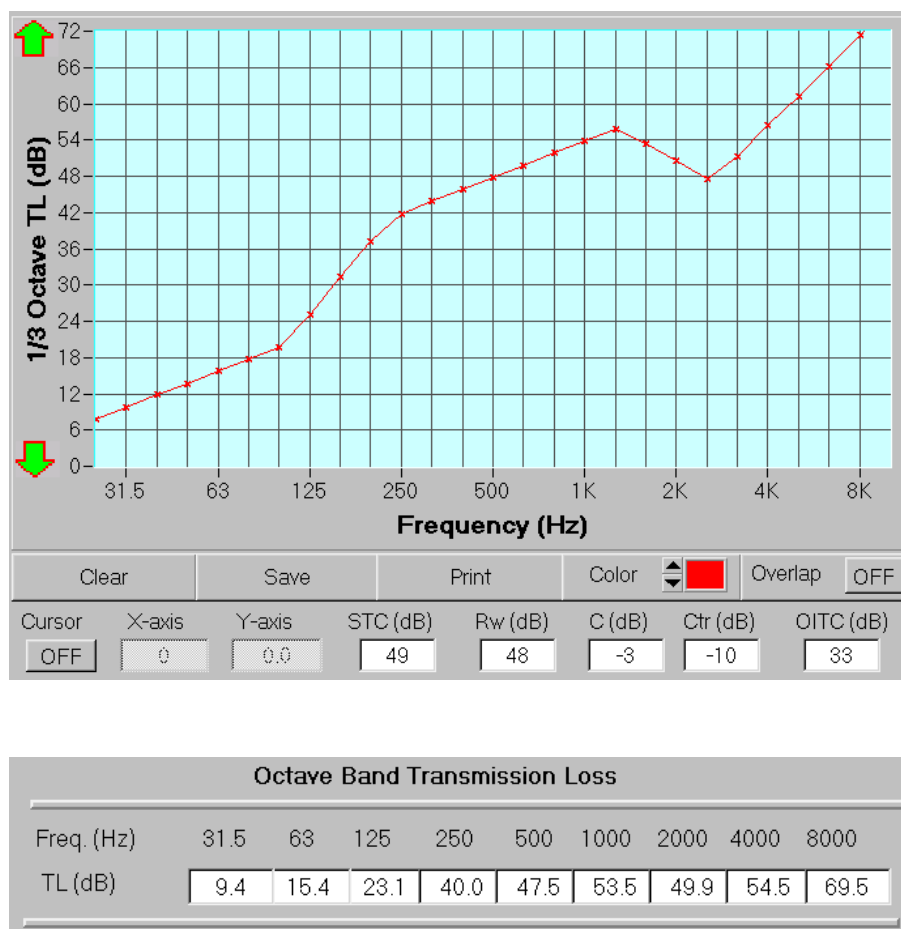 72
66
60
54
48
42
36
30
24
18
12
6
0
1/3 Octave TL (dB)
31.5 63 125 250 500 1K 2K 4K 8K
Frequency (Hz)
Clear Save Print Color Overlap OFF
Cursor X-axis Y-axis STC (dB) Rw (dB) C (dB) Ctr (dB) OITC (dB)
OFF 0 0.0 49 48 -3 -10 33
Octave Band Transmission Loss
Freq. (Hz) 31.5 63 125 250 500 1000 2000 4000 8000
TL (dB) 9.4 15.4 23.1 40.0 47.5 53.5 49.9 54.5 69.5